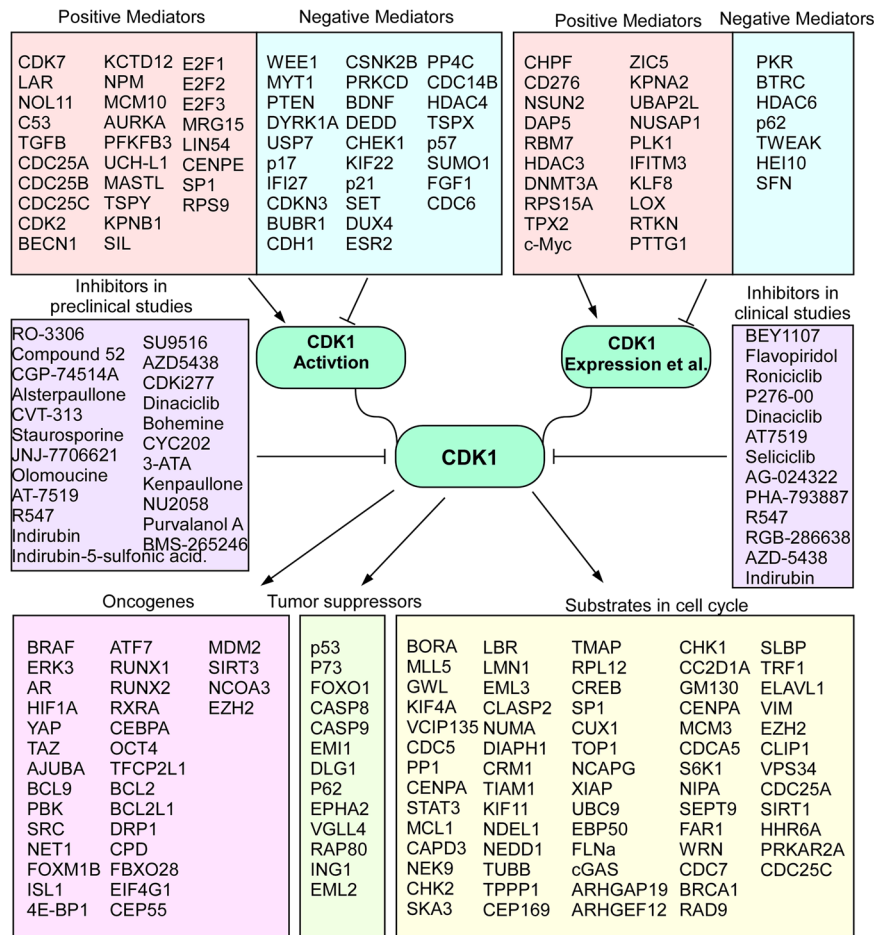 Positive Mediators
Negative Mediators
Positive Mediators
Negative Mediators
CDK7 KCTD12 E2F1
LAR NPM E2F2
NOL11 MCM10 E2F3
C53 AURKA MRG15
TGFB PFKFB3 LIN54
CDC25A UCH-L1 CENPE
CDC25B MASTL SP1
CDC25C TSPY RPS9
CDK2 KPNB1
BECN1 SIL
WEE1 CSNK2B PP4C
MYT1 PRKCD CDC14B
PTEN BDNF HDAC4
DYRK1A DEDD TSPX
USP7 CHEK1 p57
p17 KIF22 SUMO1
IFI27 p21 FGF1
CDKN3 SET CDC6
BUBR1 DUX4
CDH1 ESR2
CHPF ZIC5
CD276 KPNA2
NSUN2 UBAP2L
DAP5 NUSAP1
RBM7 PLK1
HDAC3 IFITM3
DNMT3A KLF8
RPS15A LOX
TPX2 RTKN
c-Myc PTTG1
PKR
BTRC
HDAC6
p62
TWEAK
HEI10
SFN
Inhibitors in
preclinical studies
RO-3306
Compound 52
CGP-74514A
Alsterpaullone
CVT-313
Staurosporine
JNJ-7706621
Olomoucine
AT-7519
R547
Indirubin
Indirubin-5-sulfonic acid.
SU9516
AZD5438
CDKi277
Dinaciclib
Bohemine
CYC202
3-ATA
Kenpaullone
NU2058
Purvalanol A
BMS-265246
CDK1
Activtion
CDK1
Expression et al.
CDK1
Inhibitors in
clinical studies
BEY1107
Flavopiridol
Roniciclib
P276-00
Dinaciclib
AT7519
Seliciclib
AG-024322
PHA-793887
R547
RGB-286638
AZD-5438
Indirubin
Oncogenes
BRAF ATF7 MDM2
ERK3 RUNX1 SIRT3
AR RUNX2 NCOA3
HIF1A RXRA EZH2
YAP CEBPA
TAZ OCT4
AJUBA TFCP2L1
BCL9 BCL2
PBK BCL2L1
SRC DRP1
NET1 CPD
FOXM1B FBXO28
ISL1 EIF4G1
4E-BP1 CEP55
Tumor suppressors
p53
P73
FOXO1
CASP8
CASP9
EMI1
DLG1
P62
EPHA2
VGLL4
RAP80
ING1
EML2
Substrates in cell cycle
BORA LBR TMAP CHK1 SLBP
MLL5 LMN1 RPL12 CC2D1A TRF1
GWL EML3 CREB GM130 ELAVL1
KIF4A CLASP2 SP1 CENPA VIM
VCIP135 NUMA CUX1 MCM3 EZH2
CDC5 DIAPH1 TOP1 CDCA5 CLIP1
PP1 CRM1 NCAPG S6K1 VPS34
CENPA TIAM1 XIAP NIPA CDC25A
STAT3 KIF11 UBC9 SEPT9 SIRT1
MCL1 NDEL1 EBP50 FAR1 HHR6A
CAPD3 NEDD1 FLNa WRN PRKAR2A
NEK9 TUBB cGAS CDC7 CDC25C
CHK2 TPPP1 ARHGAP19 BRCA1
SKA3 CEP169 ARHGEF12 RAD9